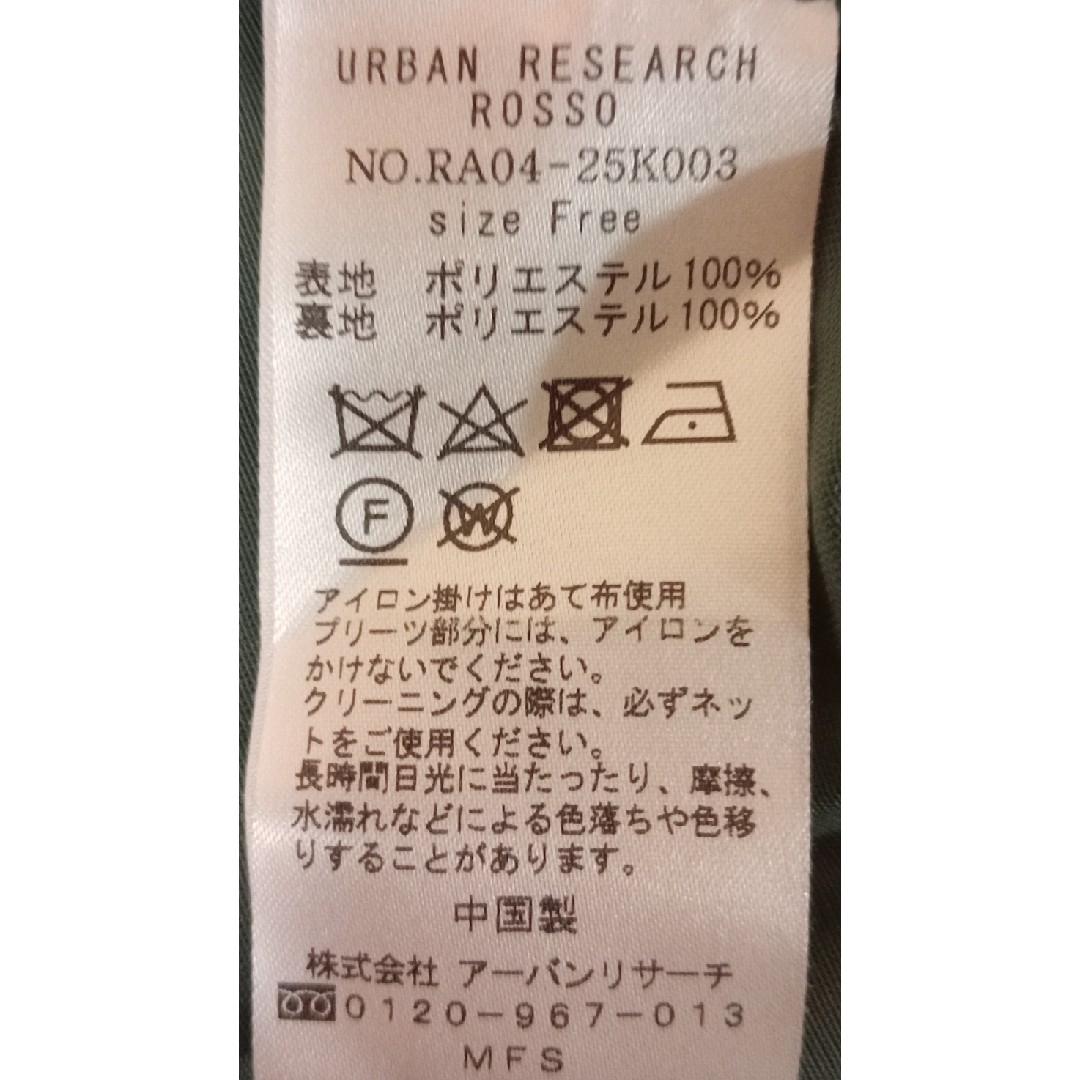 URBAN RESEARCH
ROSSO
NO.RA04-25K003
size Free
表地 ポリエステル100%
裏地 ポリエステル100%
F W
アイロン掛けはあて布使用
プリーツ部分には、アイロンを
かけないでください。
クリーニングの際は、必ずネッ
トをご使用ください。
長時間日光に当たったり、摩擦、
水濡れなどによる色落ちや色移
りすることがあります。
中国製
株式会社 アーバンリサーチ
0120-967-013
MFS